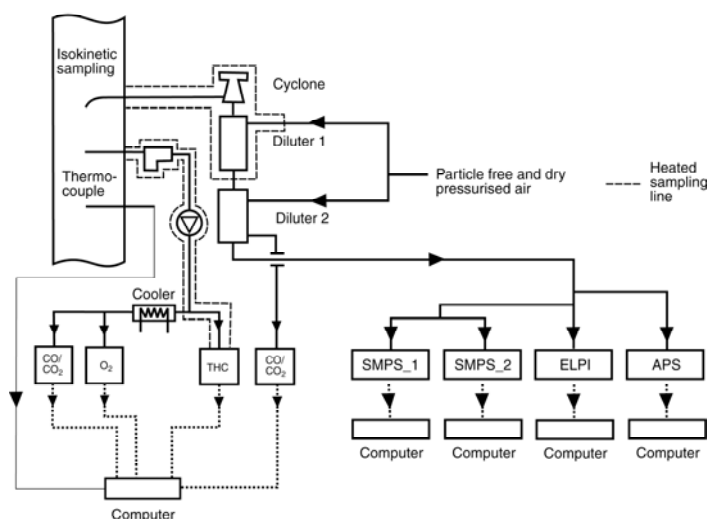 Isokinetic
sampling
Cyclone
Diluter 1
Thermo-
couple
Particle free and dry
pressurised air
Heated
sampling
line
Diluter 2
Cooler
CO/
CO2
O2
THC
CO/
CO2
SMPS_1
SMPS_2
ELPI
APS
Computer
Computer
Computer
Computer
Computer